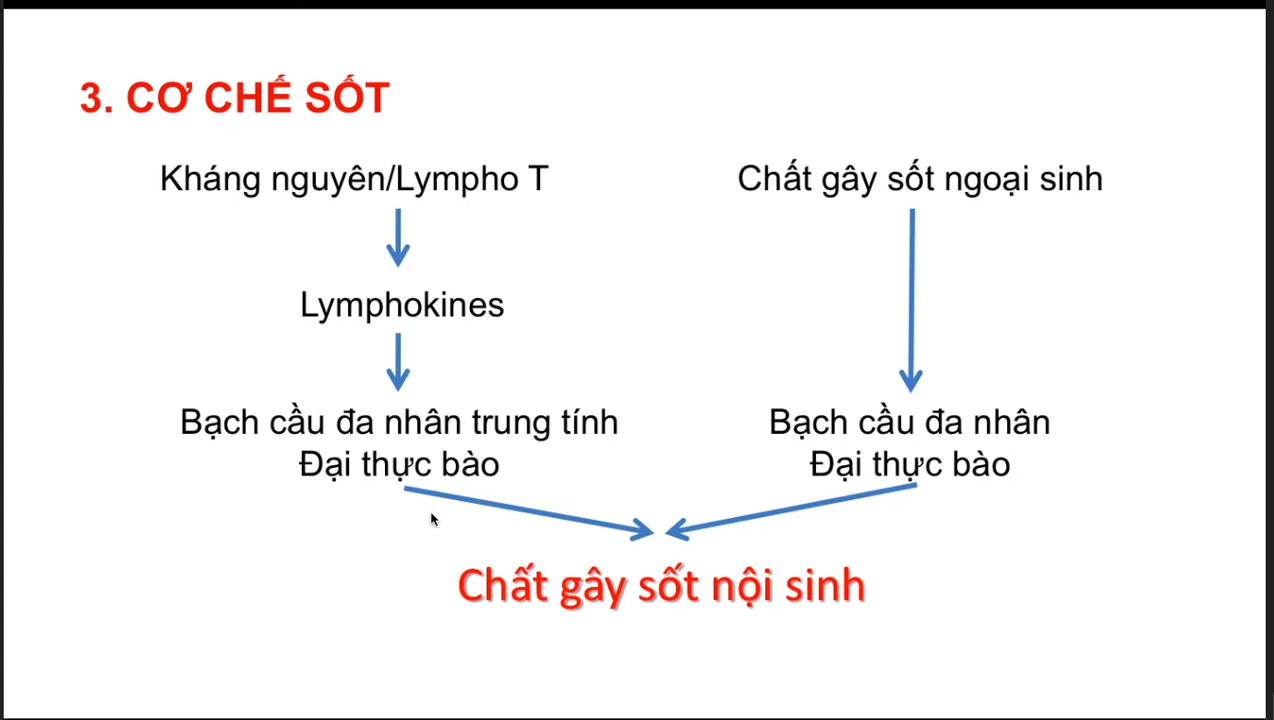 3. CƠ CHẾ SỐT
Kháng nguyên/Lympho T
Chất gây sốt ngoại sinh
Lymphokines
Bạch cầu đa nhân trung tính
Đại thực bào
Bạch cầu đa nhân
Đại thực bào
Chất gây sốt nội sinh